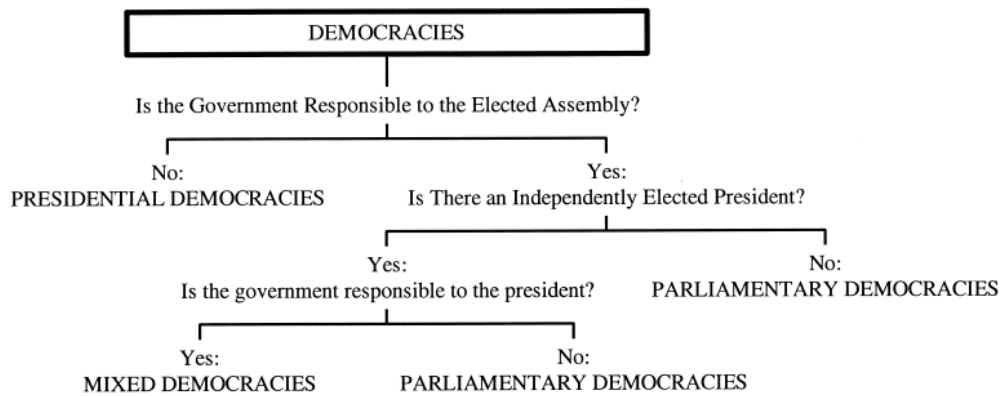 DEMOCRACIES
Is the Government Responsible to the Elected Assembly?
No:
PRESIDENTIAL DEMOCRACIES
Yes:
Is There an Independently Elected President?
Yes:
Is the government responsible to the president?
No:
PARLIAMENTARY DEMOCRACIES
Yes:
MIXED DEMOCRACIES
No:
PARLIAMENTARY DEMOCRACIES